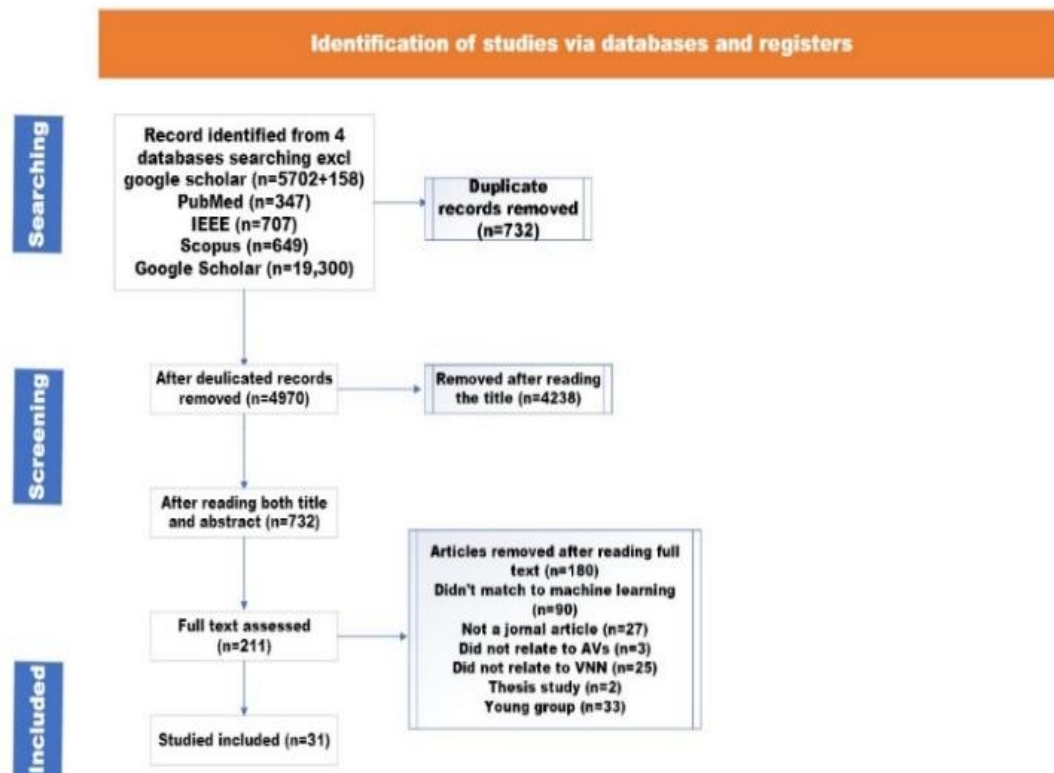 Identification of studies via databases and registers
Searching
Record identified from 4
databases searching excl
google scholar (n=5702+158)
PubMed (n=347)
IEEE (n=707)
Scopus (n=649)
Google Scholar (n=19,300)
Duplicate
records removed
(n=732)
Screening
After deulicated records
removed (n=4970)
Removed after reading
the title (n=4238)
After reading both title
and abstract (n=732)
Full text assessed
(n=211)
Articles removed after reading full
text (n=180)
Didn't match to machine learning
(n=90)
Not a jornal article (n=27)
Did not relate to AVs (n=3)
Did not relate to VNN (n=25)
Thesis study (n=2)
Young group (n=33)
Included
Studied included (n=31)